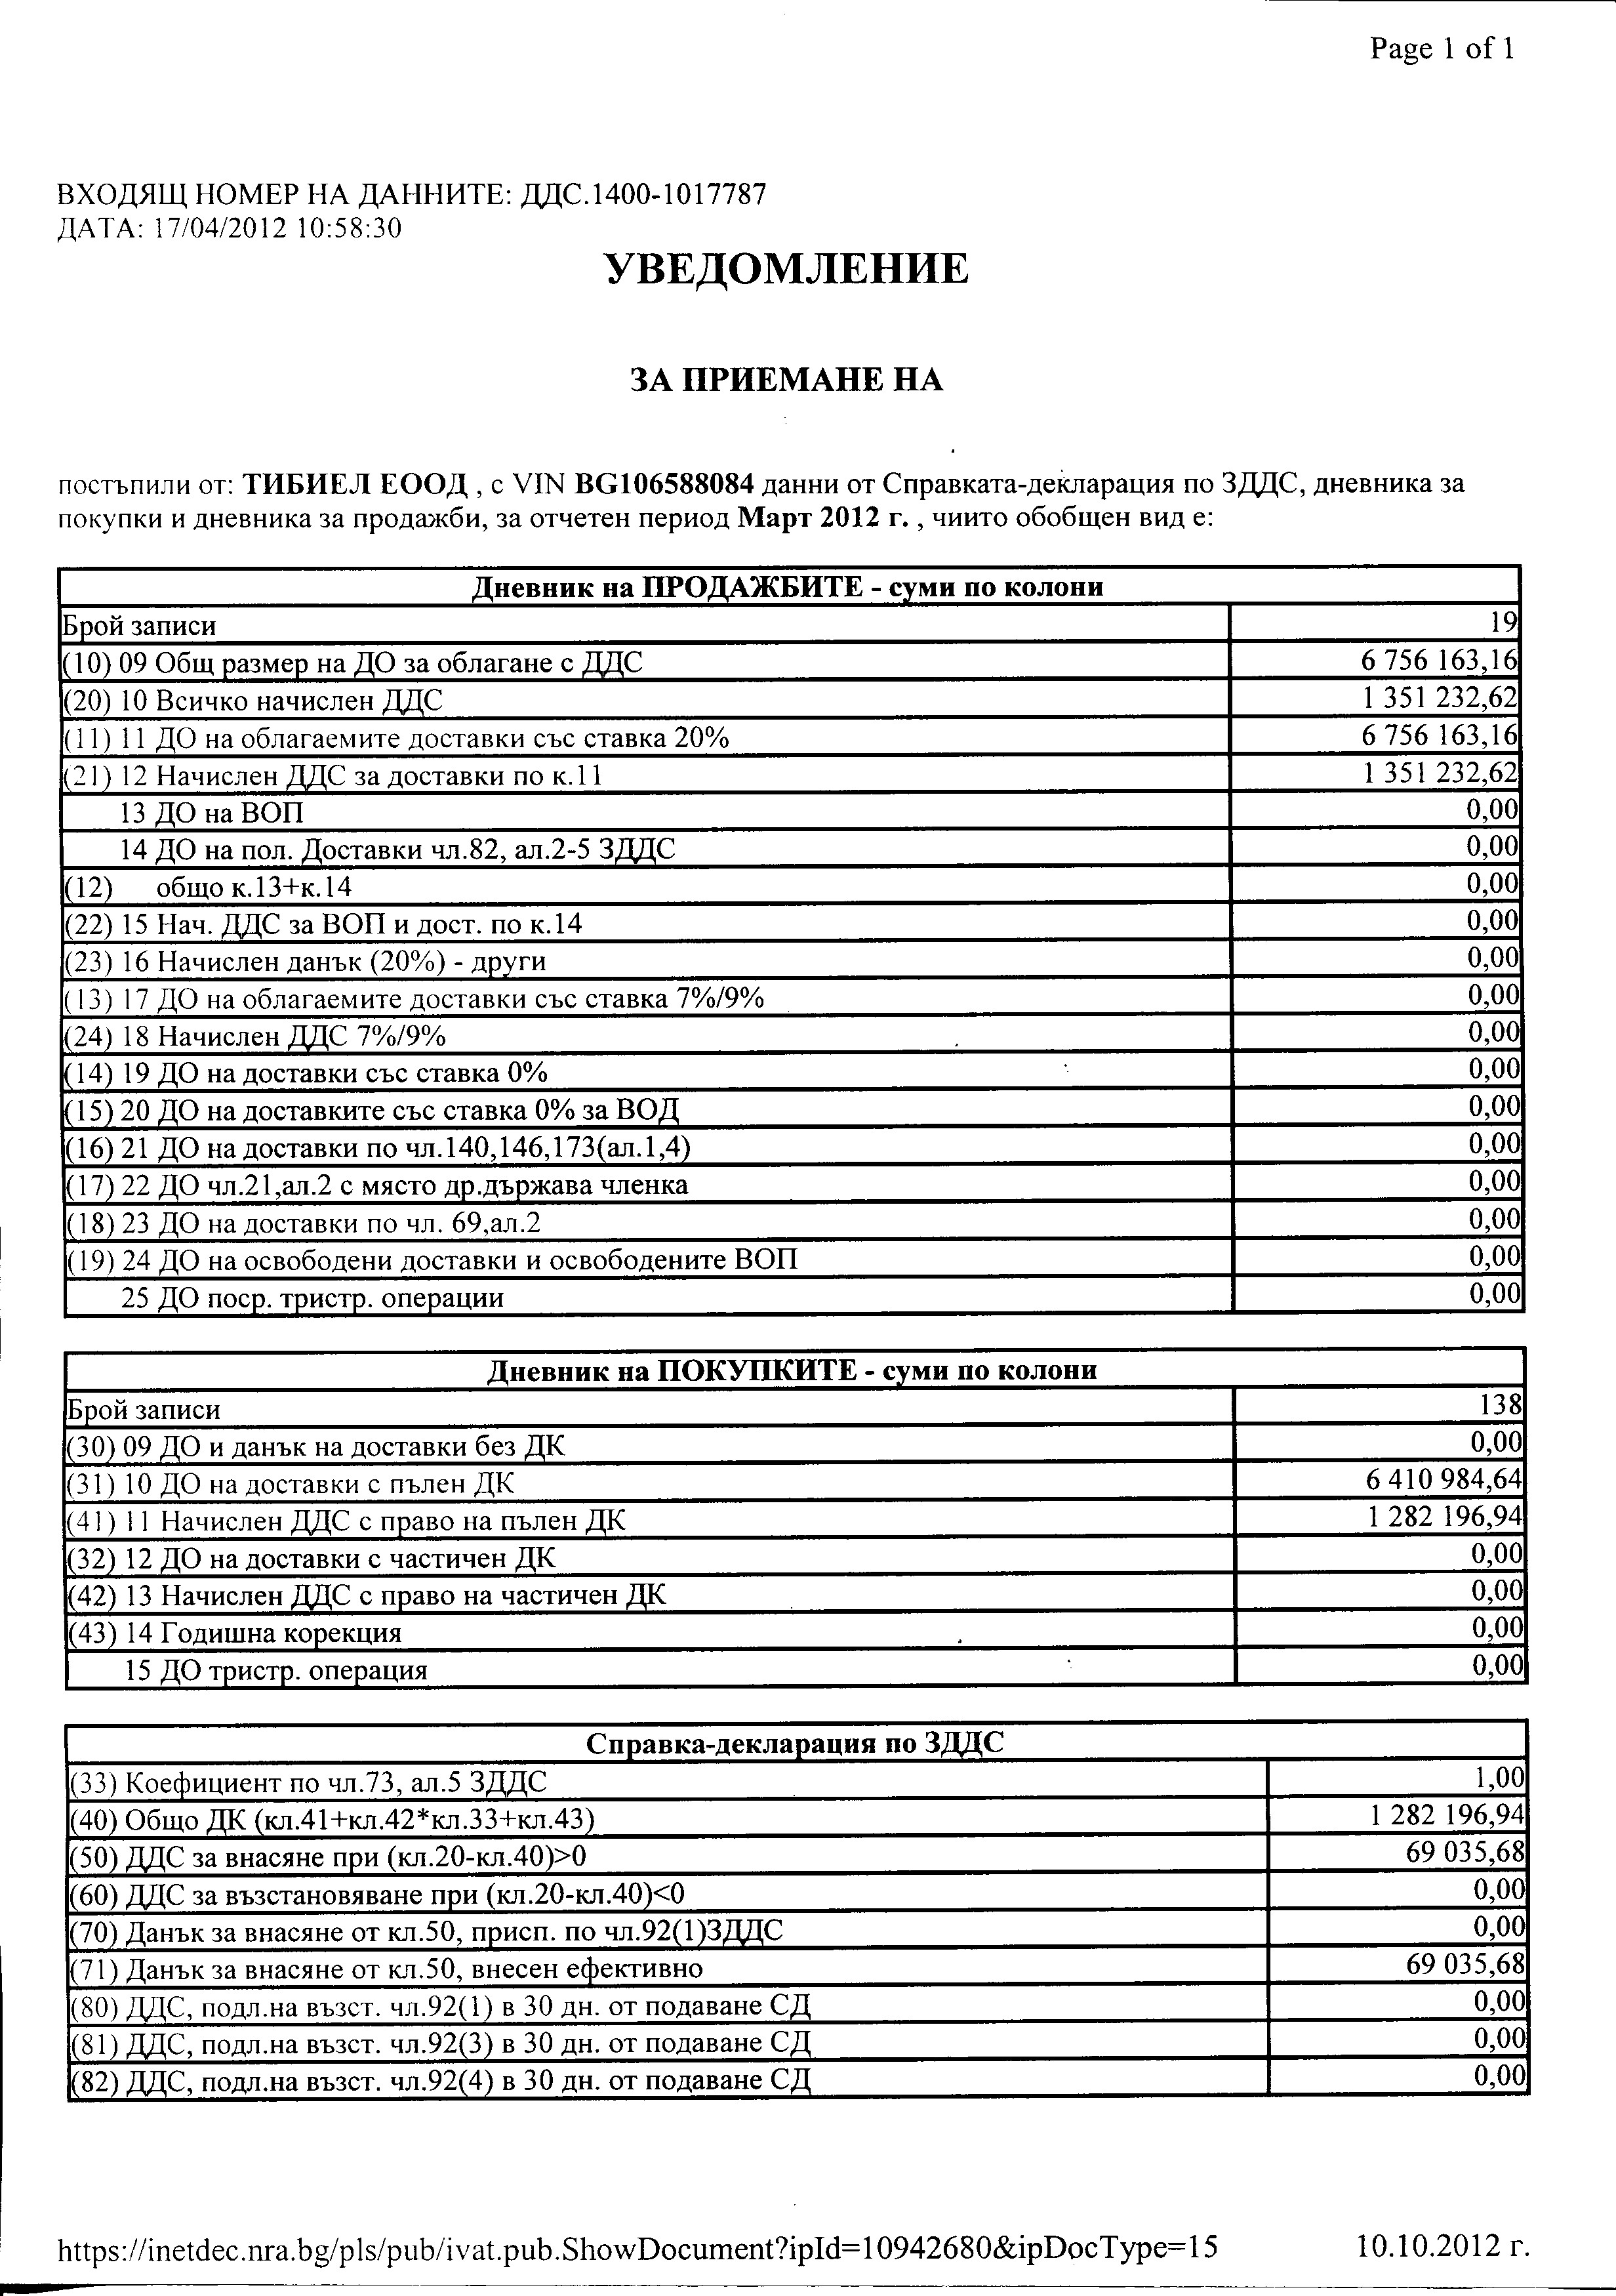 Page 1 of 1
ВХОДЯЩ НОМЕР НА ДАННИТЕ: ДДС.1400-1017787
ДАТА: 17/04/2012 10:58:30
УВЕДОМЛЕНИЕ
ЗА ПРИЕМАНЕ НА
постъпили от: ТИБИЕЛ ЕООД , с VIN BG106588084 данни от Справката-декларация по ЗДДС, дневника за
покупки и дневника за продажби, за отчетен период Март 2012 г. , чиито обобщен вид е:
Дневник на ПРОДАЖБИТЕ - суми по колони
Брой записи 19
(10) 09 Общ размер на ДО за облагане с ДДС 6 756 163,16
(20) 10 Всичко начислен ДДС 1 351 232,62
(11) 11 ДО на облагаемите доставки със ставка 20% 6 756 163,16
(21) 12 Начислен ДДС за доставки по к.11 1 351 232,62
13 ДО на ВОП 0,00
14 ДО на пол. Доставки чл.82, ал.2-5 ЗДДС 0,00
(12) общо к.13+к.14 0,00
(22) 15 Нач. ДДС за ВОП и дост. по к.14 0,00
(23) 16 Начислен данък (20%) - други 0,00
(13) 17 ДО на облагаемите доставки със ставка 7%/9% 0,00
(24) 18 Начислен ДДС 7%/9% 0,00
(14) 19 ДО на доставки със ставка 0% 0,00
(15) 20 ДО на доставките със ставка 0% за ВОД 0,00
(16) 21 ДО на доставки по чл.140,146,173(ал.1,4) 0,00
(17) 22 ДО чл.21,ал.2 с място др.държава членка 0,00
(18) 23 ДО на доставки по чл. 69,ал.2 0,00
(19) 24 ДО на освободени доставки и освободените ВОП 0,00
25 ДО поср. тристр. операции 0,00
Дневник на ПОКУПКИТЕ - суми по колони
Брой записи 138
(30) 09 ДО и данък на доставки без ДК 0,00
(31) 10 ДО на доставки с пълен ДК 6 410 984,64
(41) 11 Начислен ДДС с право на пълен ДК 1 282 196,94
(32) 12 ДО на доставки с частичен ДК 0,00
(42) 13 Начислен ДДС с право на частичен ДК 0,00
(43) 14 Годишна корекция 0,00
15 ДО тристр. операция 0,00
Справка-декларация по ЗДДС
(33) Коефициент по чл.73, ал.5 ЗДДС 1,00
(40) Общо ДК (кл.41+кл.42*кл.33+кл.43) 1 282 196,94
(50) ДДС за внасяне при (кл.20-кл.40)>0 69 035,68
(60) ДДС за възстановяване при (кл.20-кл.40)<0 0,00
(70) Данък за внасяне от кл.50, присп. по чл.92(1)ЗДДС 0,00
(71) Данък за внасяне от кл.50, внесен ефективно 69 035,68
(80) ДДС, подл.на възст. чл.92(1) в 30 дн. от подаване СД 0,00
(81) ДДС, подл.на възст. чл.92(3) в 30 дн. от подаване СД 0,00
(82) ДДС, подл.на възст. чл.92(4) в 30 дн. от подаване СД 0,00
https://inetdec.nra.bg/pls/pub/ivat.pub.ShowDocument?ipId=10942680&ipDocType=15 10.10.2012 г.